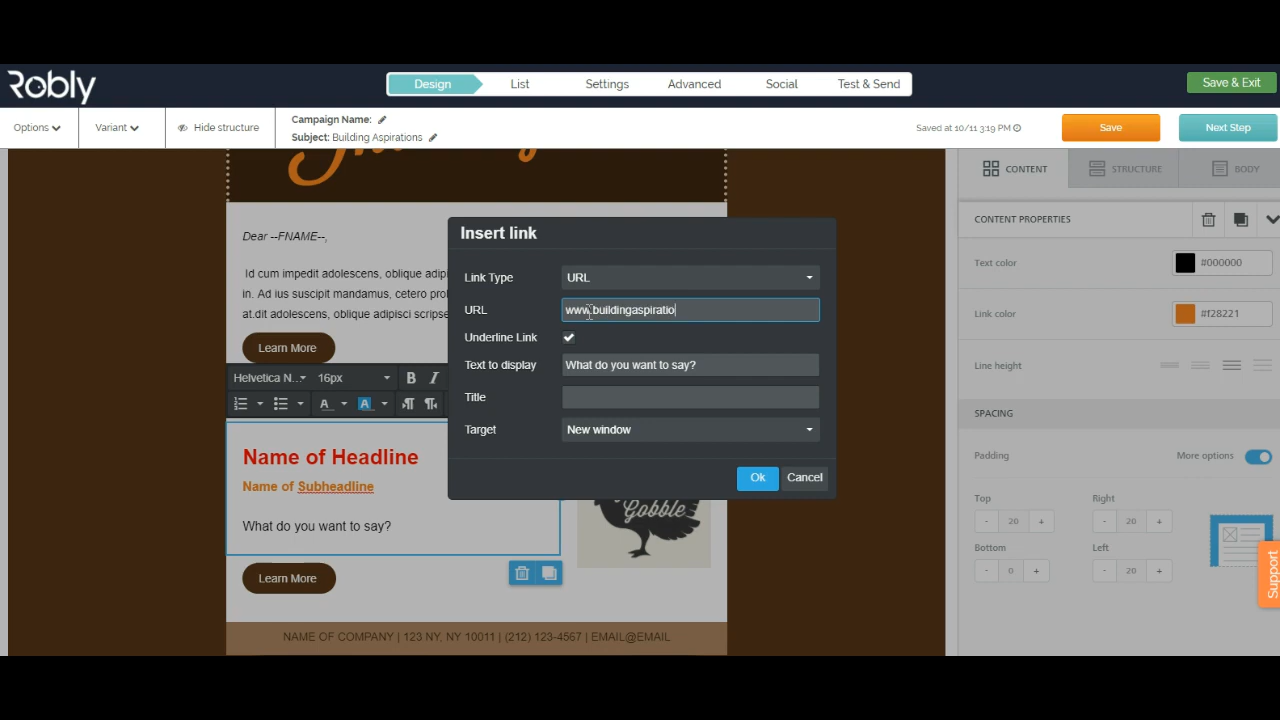 Robly
Design List Settings Advanced Social Test & Send
Save & Exit
Options Variant Hide structure
Campaign Name:
Subject: Building Aspirations
Saved at 10/11 3:19 PM
Save
Next Step
CONTENT STRUCTURE BODY
CONTENT PROPERTIES
Text color #000000
Link color #f28221
Line height
SPACING
Padding More options
Top Right
- 20 + - 20 +
Bottom Left
- 0 + - 20 +
Support
Dear --FNAME--,
Id cum impedit adolescens, oblique adipi
in. Ad ius suscipit mandamus, cetero prol
at.dit adolescens, oblique adipisci scripse
Learn More
Helvetica N... 16px B I
A A
Name of Headline
Name of Subheadline
What do you want to say?
Gobble
Learn More
NAME OF COMPANY | 123 NY, NY 10011 | (212) 123-4567 | EMAIL@EMAIL
Insert link
Link Type URL
URL www.buildingaspiratio
Underline Link
Text to display What do you want to say?
Title
Target New window
Ok Cancel